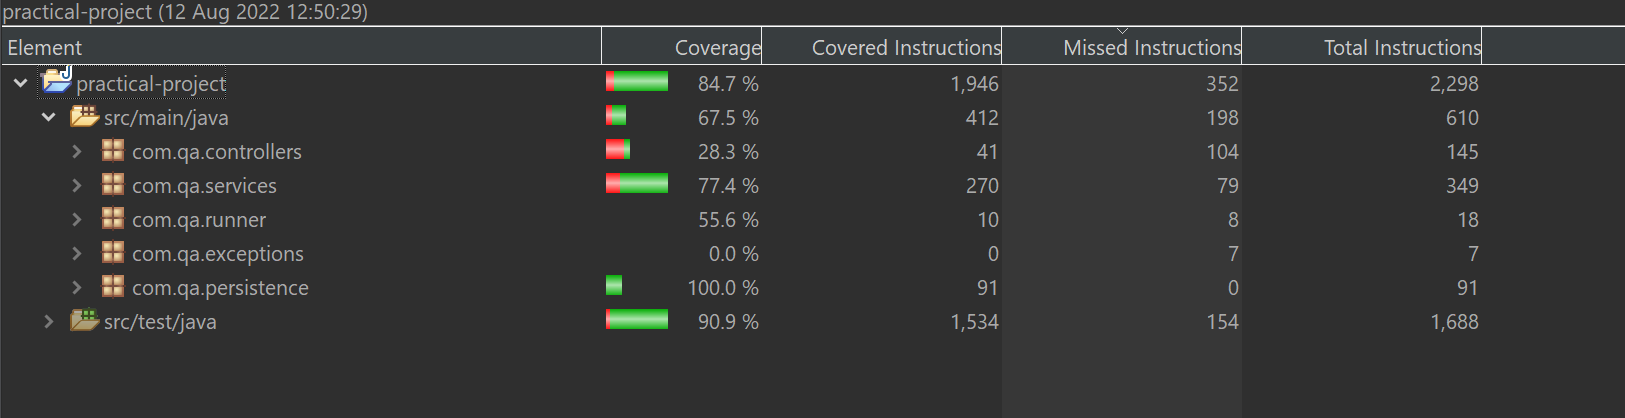 practical-project (12 Aug 2022 12:50:29)
Element Coverage Covered Instructions Missed Instructions Total Instructions
practical-project 84.7 % 1,946 352 2,298
src/main/java 67.5 % 412 198 610
com.qa.controllers 28.3 % 41 104 145
com.qa.services 77.4 % 270 79 349
com.qa.runner 55.6 % 10 8 18
com.qa.exceptions 0.0 % 0 7 7
com.qa.persistence 100.0 % 91 0 91
src/test/java 90.9 % 1,534 154 1,688